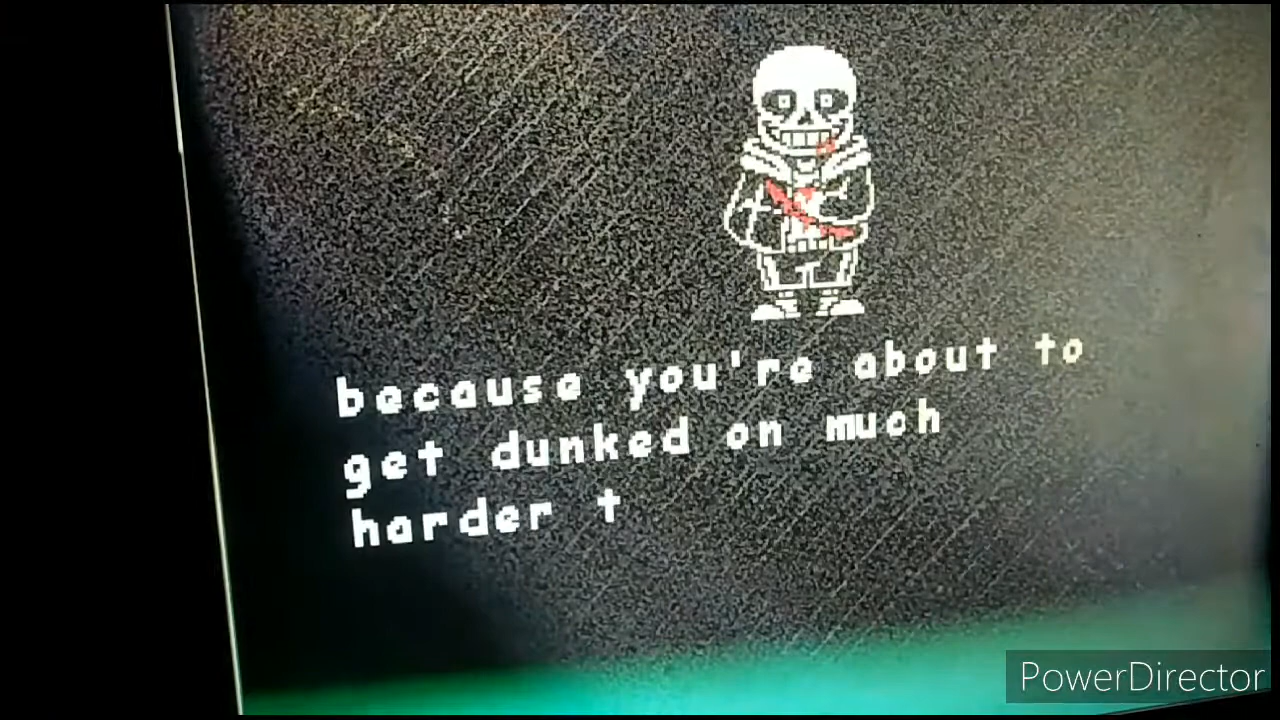 because you're about to
get dunked on much
harder t
PowerDirector